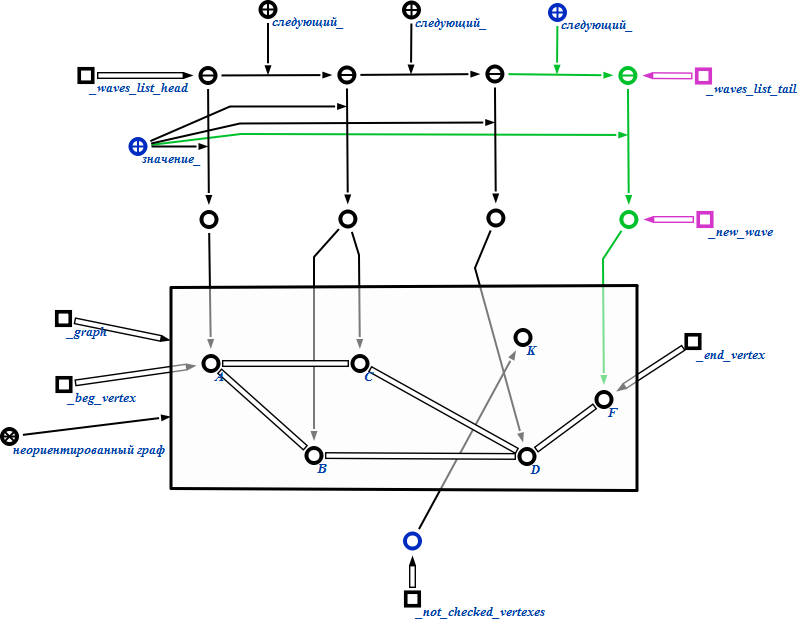 следующий_
следующий_
следующий_
_waves_list_head
_waves_list_tail
значение_
_new_wave
_graph
_beg_vertex
K
_end_vertex
A
C
F
неориентированный граф
B
D
_not_checked_vertexes